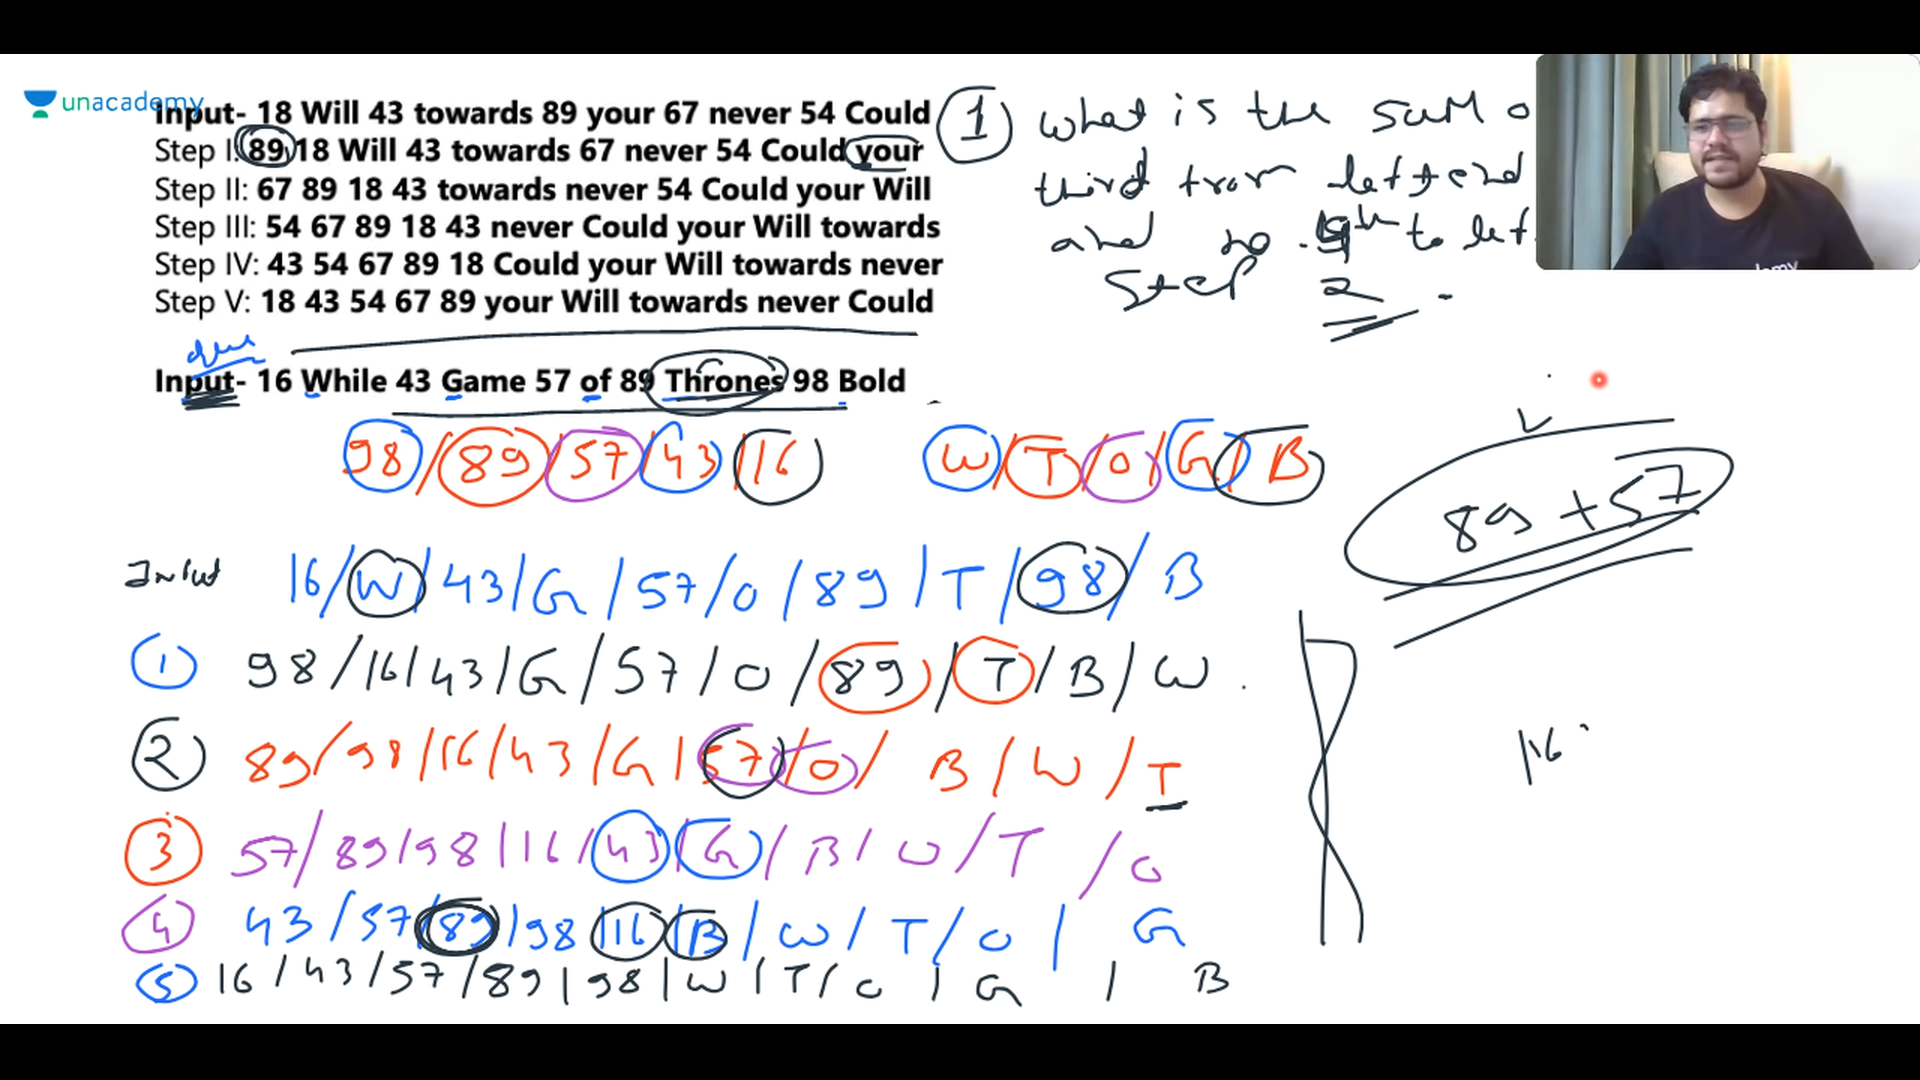 unacademy
Input- 18 Will 43 towards 89 your 67 never 54 Could
Step I: 89 18 Will 43 towards 67 never 54 Could your
Step II: 67 89 18 43 towards never 54 Could your Will
Step III: 54 67 89 18 43 never Could your Will towards
Step IV: 43 54 67 89 18 Could your Will towards never
Step V: 18 43 54 67 89 your Will towards never Could
1 What is the sum o
third from left end
and no. to left
Step 2
que
Input- 16 While 43 Game 57 of 89 Thrones 98 Bold
98/89/57/43/16 W/T/O/G/B
89+57
Input 16/W/43/G/57/O/89/T/98/B
1 98/16/43/G/57/O/89/T/B/W
2 89/98/16/43/G/57/O/B/W/T
116
3 57/89/98/16/43/G/B/W/T/O
4 43/57/89/98/16/B/W/T/O/G
5 16/43/57/89/98/W/T/O/G/B